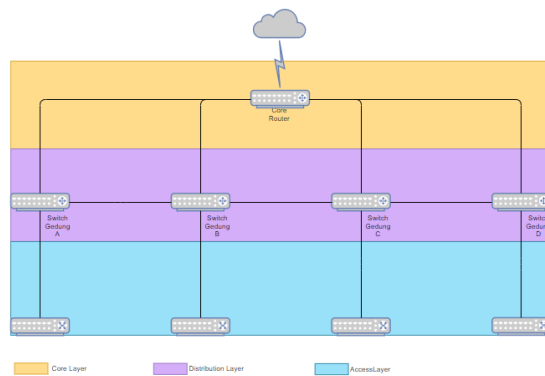 Core
Router
Switch
Gedung
A
Switch
Gedung
B
Switch
Gedung
C
Switch
Gedung
D
Core Layer
Distribution Layer
AccessLayer